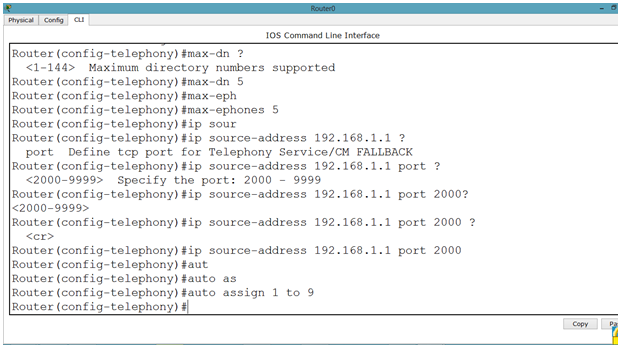 Router0
Physical Config CLI
IOS Command Line Interface
Router(config-telephony)#max-dn ?
<1-144> Maximum directory numbers supported
Router(config-telephony)#max-dn 5
Router(config-telephony)#max-eph
Router(config-telephony)#max-ephones 5
Router(config-telephony)#ip sour
Router(config-telephony)#ip source-address 192.168.1.1 ?
port Define tcp port for Telephony Service/CM FALLBACK
Router(config-telephony)#ip source-address 192.168.1.1 port ?
<2000-9999> Specify the port: 2000 - 9999
Router(config-telephony)#ip source-address 192.168.1.1 port 2000?
<2000-9999>
Router(config-telephony)#ip source-address 192.168.1.1 port 2000 ?
<cr>
Router(config-telephony)#ip source-address 192.168.1.1 port 2000
Router(config-telephony)#aut
Router(config-telephony)#auto as
Router(config-telephony)#auto assign 1 to 9
Router(config-telephony)#
Copy Pa